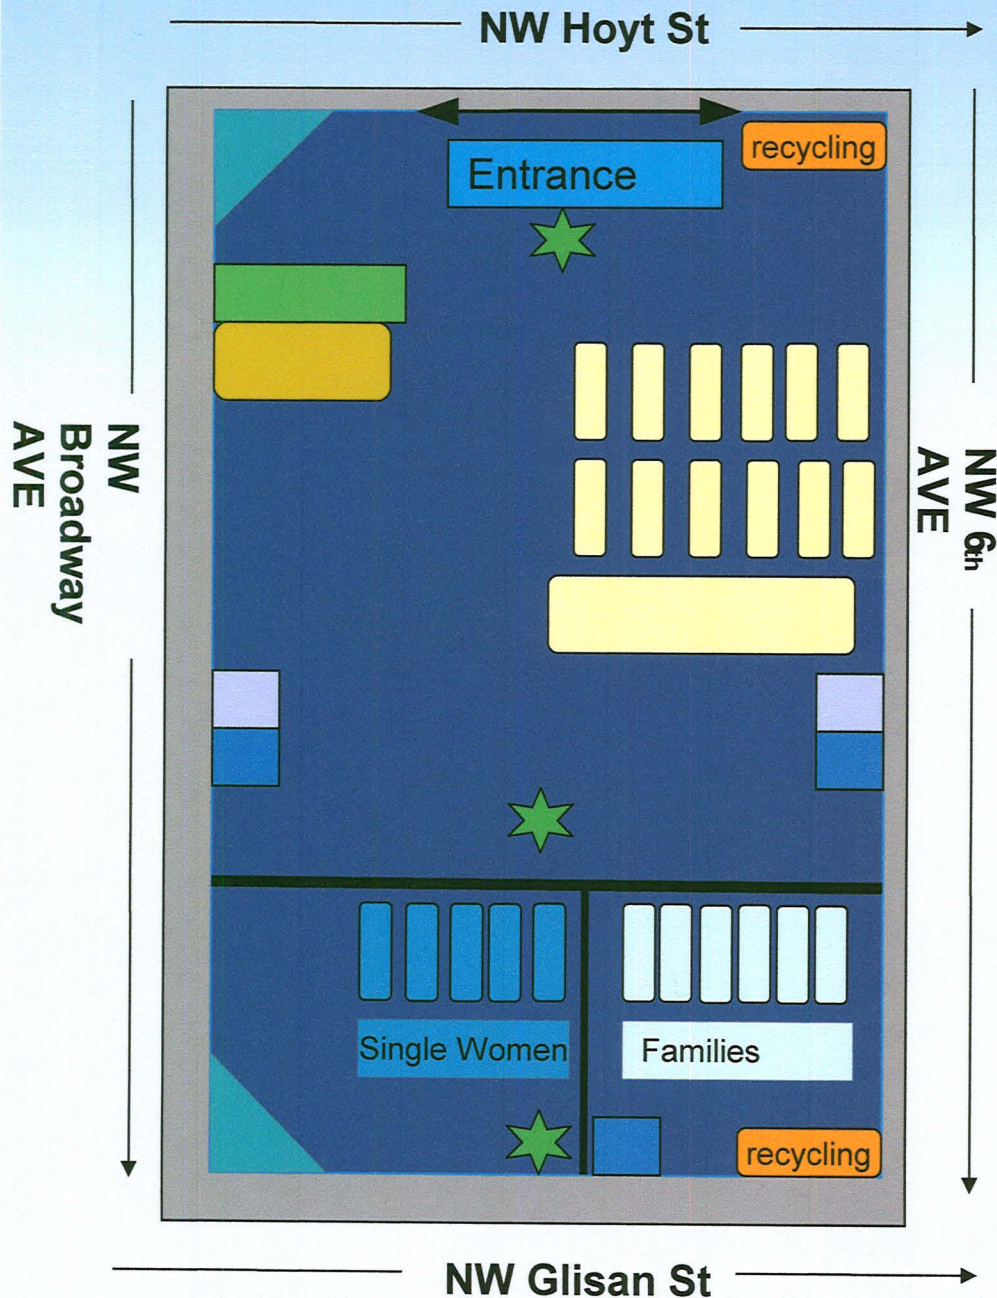 NW Hoyt St
recycling
Entrance
NW
Broadway
AVE
NW 6th
AVE
Single Women
Families
recycling
NW Glisan St